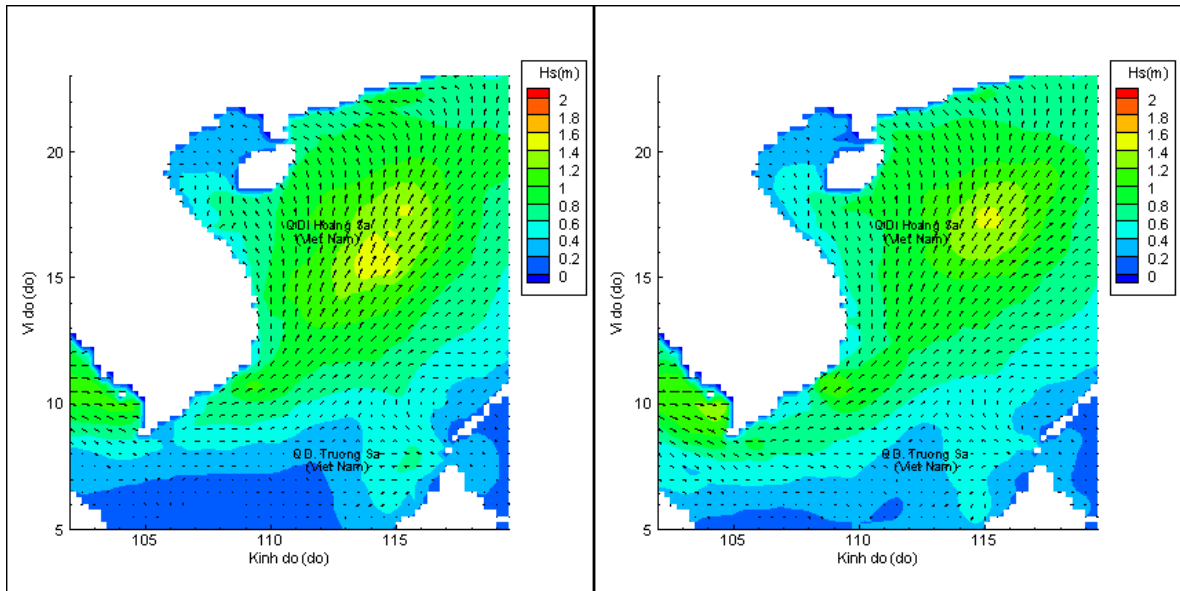 Hs(m)
2
1.8
1.6
1.4
1.2
1
0.8
0.6
0.4
0.2
0
20
15
10
5
Vi do (do)
QDI Hoang Sa
(Viet Nam)
Q.D. Truong Sa
(Viet Nam)
105
110
115
Kinh do (do)
Hs(m)
2
1.8
1.6
1.4
1.2
1
0.8
0.6
0.4
0.2
0
20
15
10
5
Vi do (do)
QDI Hoang Sa
(Viet Nam)
Q.D. Truong Sa
(Viet Nam)
105
110
115
Kinh do (do)